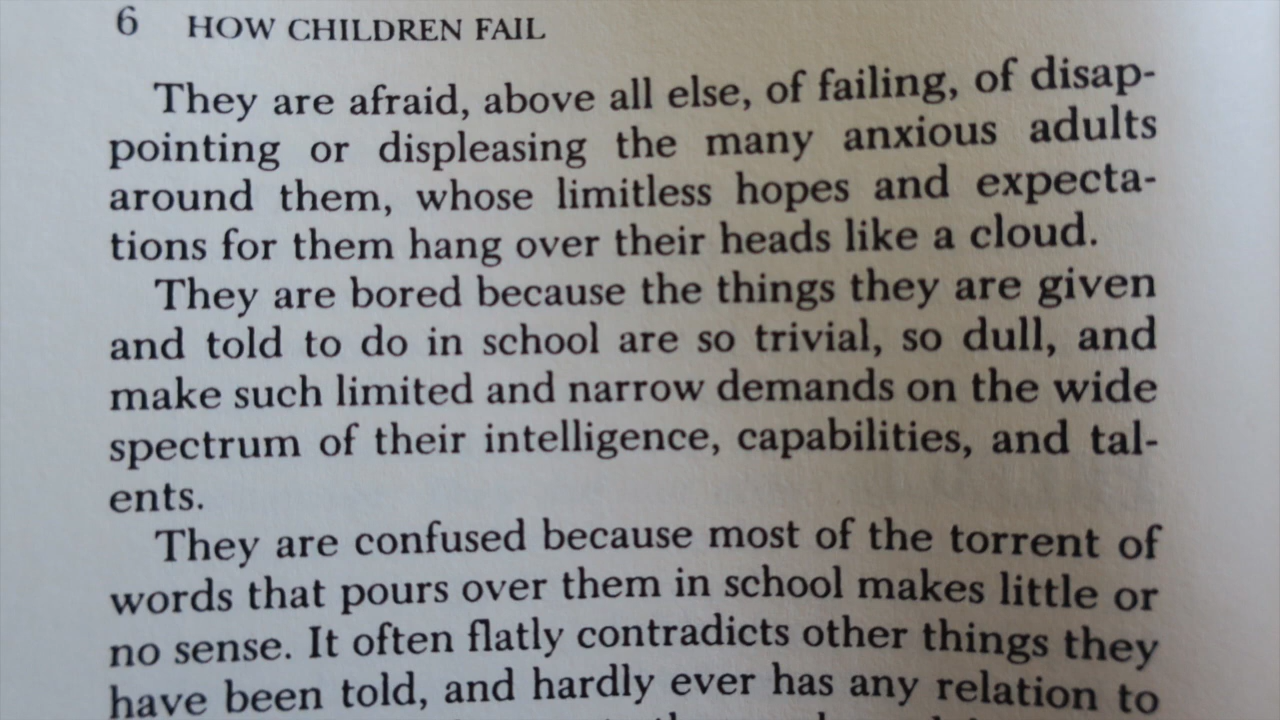 6 HOW CHILDREN FAIL
They are afraid, above all else, of failing, of disap-
pointing or displeasing the many anxious adults
around them, whose limitless hopes and expecta-
tions for them hang over their heads like a cloud.
They are bored because the things they are given
and told to do in school are so trivial, so dull, and
make such limited and narrow demands on the wide
spectrum of their intelligence, capabilities, and tal-
ents.
They are confused because most of the torrent of
words that pours over them in school makes little or
no sense. It often flatly contradicts other things they
have been told, and hardly ever has any relation to